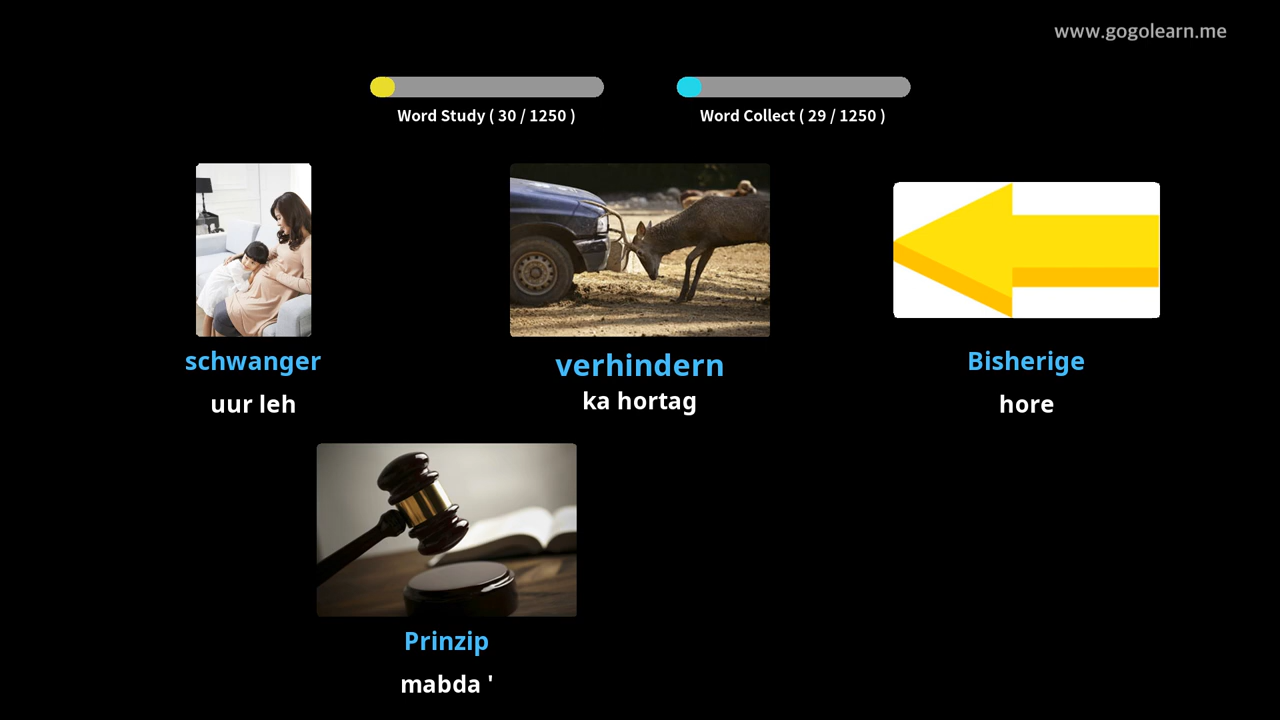 www.gogolearn.me
Word Study ( 30 / 1250 )
Word Collect ( 29 / 1250 )
schwanger
uur leh
verhindern
ka hortag
Bisherige
hore
Prinzip
mabda '